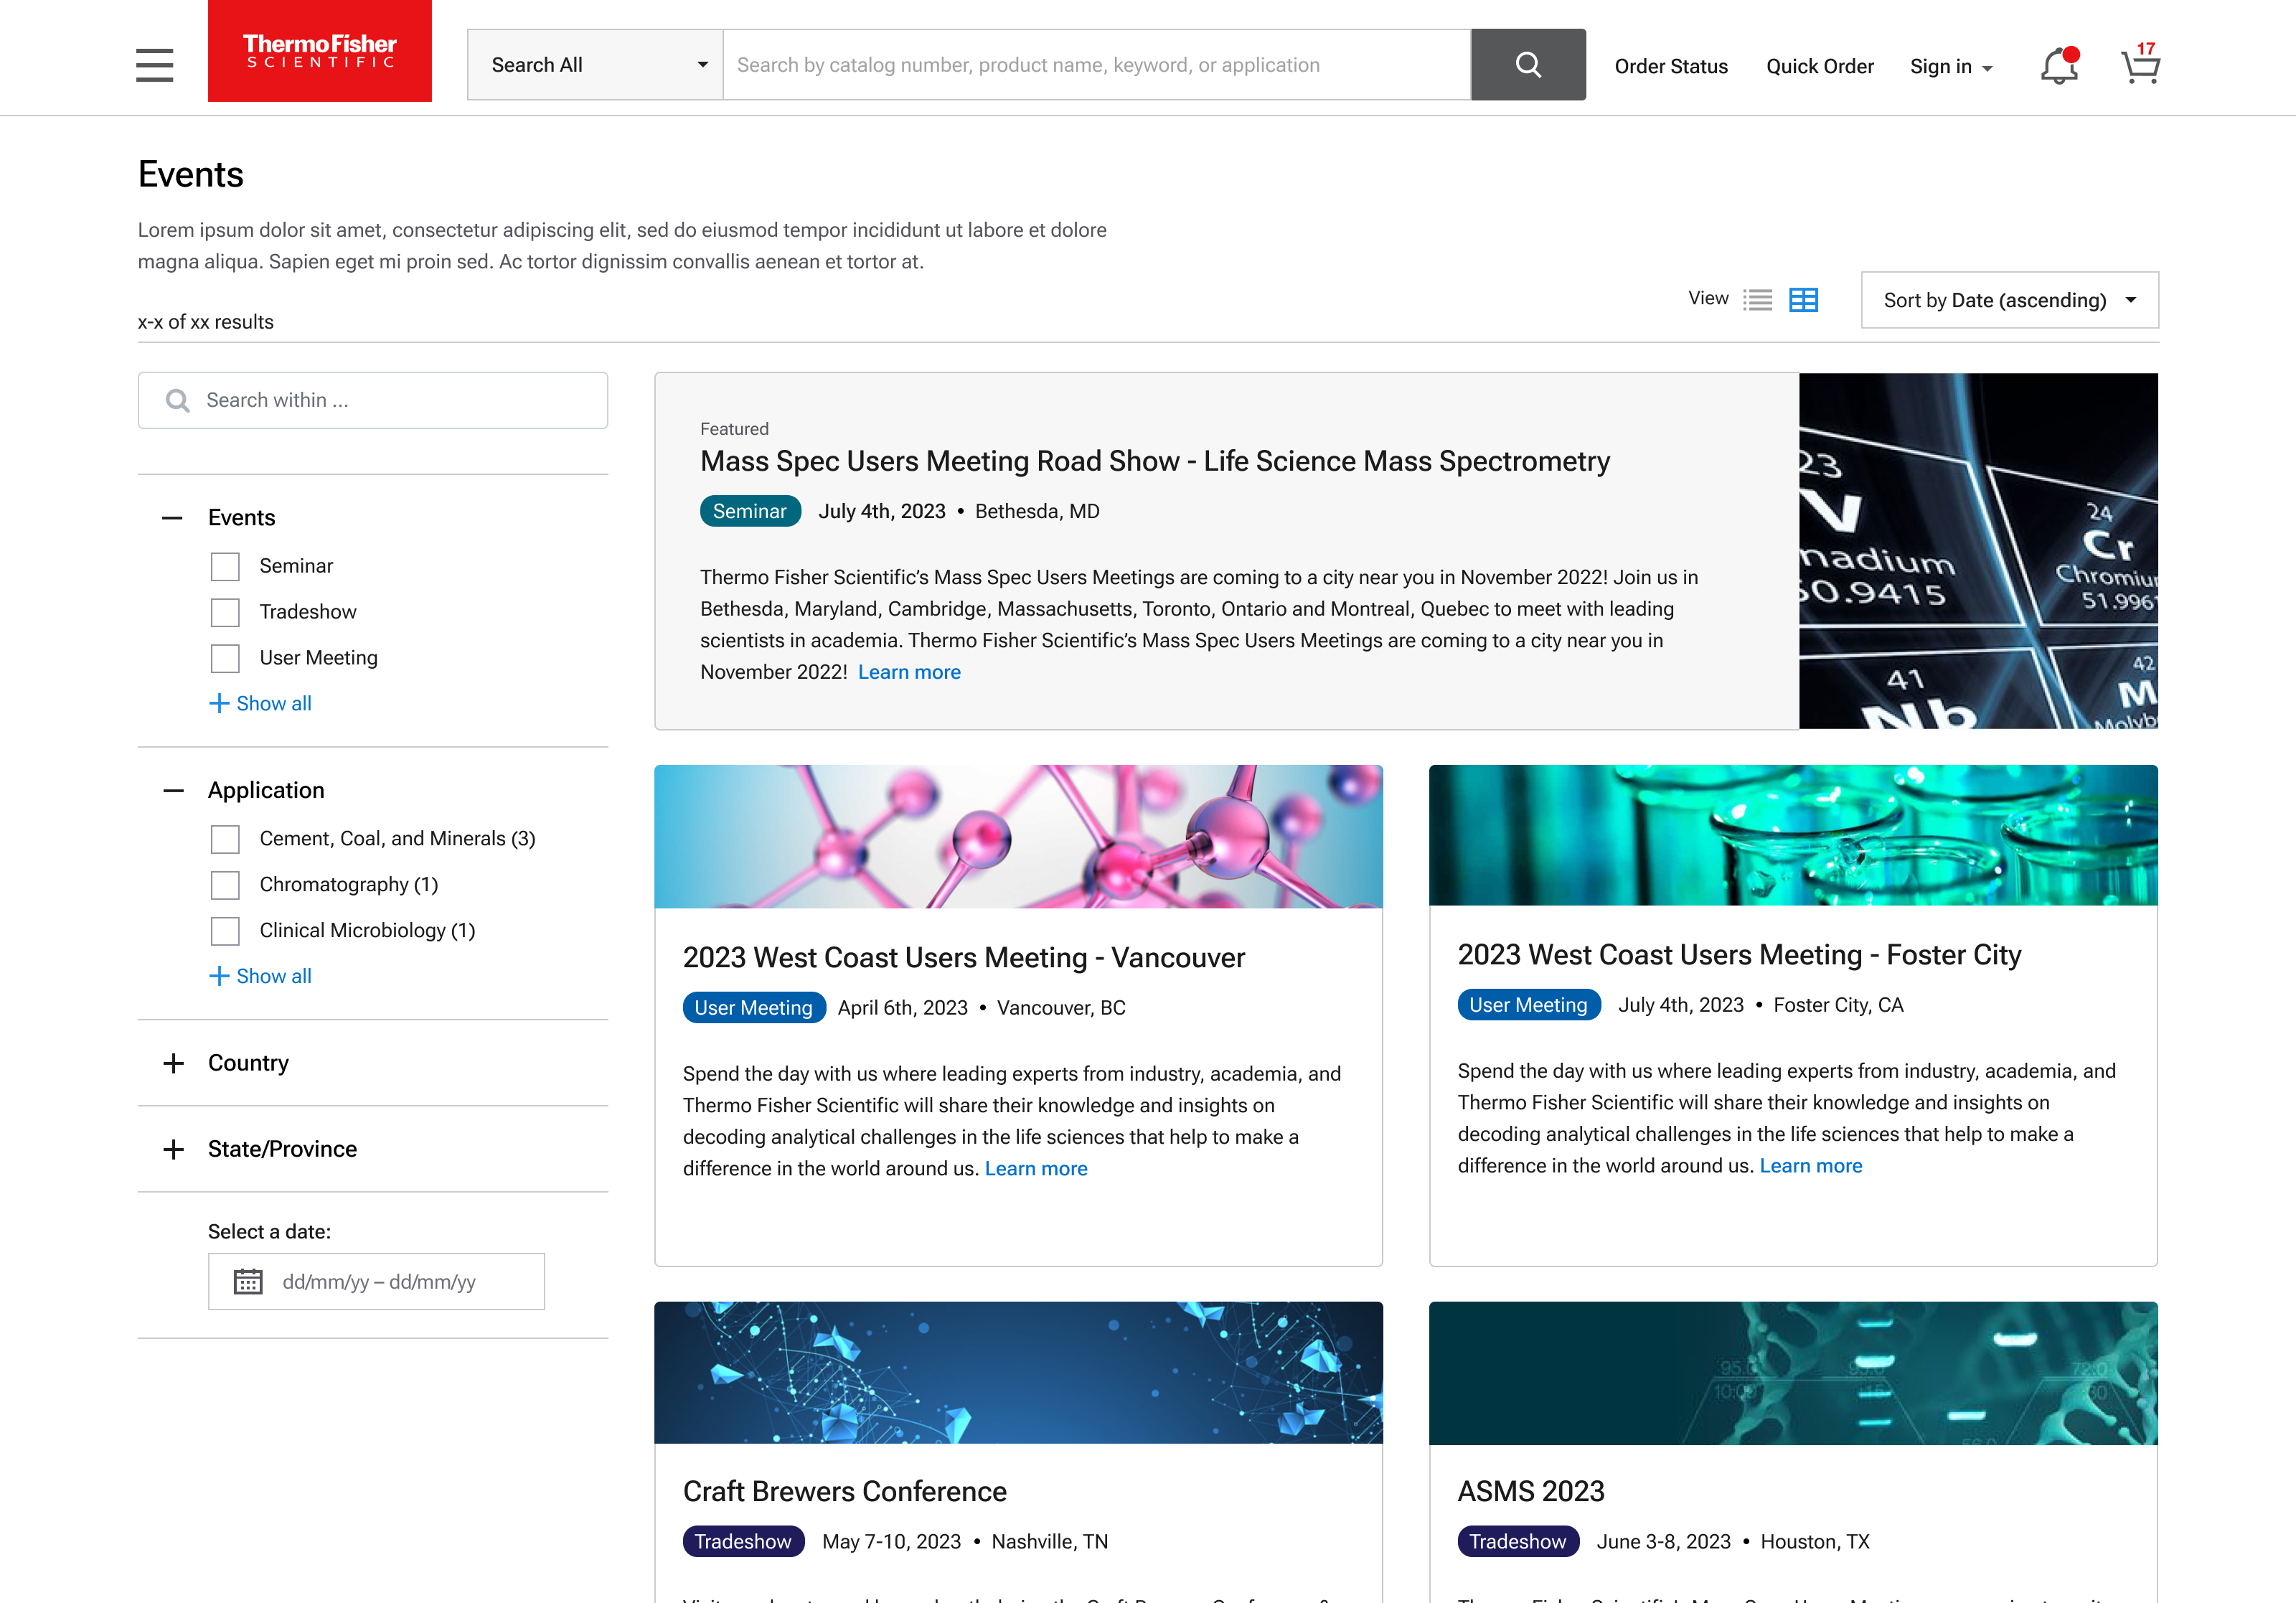 ThermoFisher
SCIENTIFIC
Search All
Search by catalog number, product name, keyword, or application
Order Status
Quick Order
Sign in
17
Events
Lorem ipsum dolor sit amet, consectetur adipiscing elit, sed do eiusmod tempor incididunt ut labore et dolore
magna aliqua. Sapien eget mi proin sed. Ac tortor dignissim convallis aenean et tortor at.
x-x of xx results
View
Sort by Date (ascending)
Search within ...
Events
Seminar
Tradeshow
User Meeting
Show all
Application
Cement, Coal, and Minerals (3)
Chromatography (1)
Clinical Microbiology (1)
Show all
Country
State/Province
Select a date:
dd/mm/yy – dd/mm/yy
Featured
Mass Spec Users Meeting Road Show - Life Science Mass Spectrometry
Seminar July 4th, 2023 • Bethesda, MD
Thermo Fisher Scientific’s Mass Spec Users Meetings are coming to a city near you in November 2022! Join us in
Bethesda, Maryland, Cambridge, Massachusetts, Toronto, Ontario and Montreal, Quebec to meet with leading
scientists in academia. Thermo Fisher Scientific’s Mass Spec Users Meetings are coming to a city near you in
November 2022! Learn more
23
V
nadium
50.9415
24
Cr
Chromiu
51.996
41
Nb
42
M
Molyb
2023 West Coast Users Meeting - Vancouver
User Meeting April 6th, 2023 • Vancouver, BC
Spend the day with us where leading experts from industry, academia, and
Thermo Fisher Scientific will share their knowledge and insights on
decoding analytical challenges in the life sciences that help to make a
difference in the world around us. Learn more
2023 West Coast Users Meeting - Foster City
User Meeting July 4th, 2023 • Foster City, CA
Spend the day with us where leading experts from industry, academia, and
Thermo Fisher Scientific will share their knowledge and insights on
decoding analytical challenges in the life sciences that help to make a
difference in the world around us. Learn more
Craft Brewers Conference
Tradeshow May 7-10, 2023 • Nashville, TN
ASMS 2023
Tradeshow June 3-8, 2023 • Houston, TX